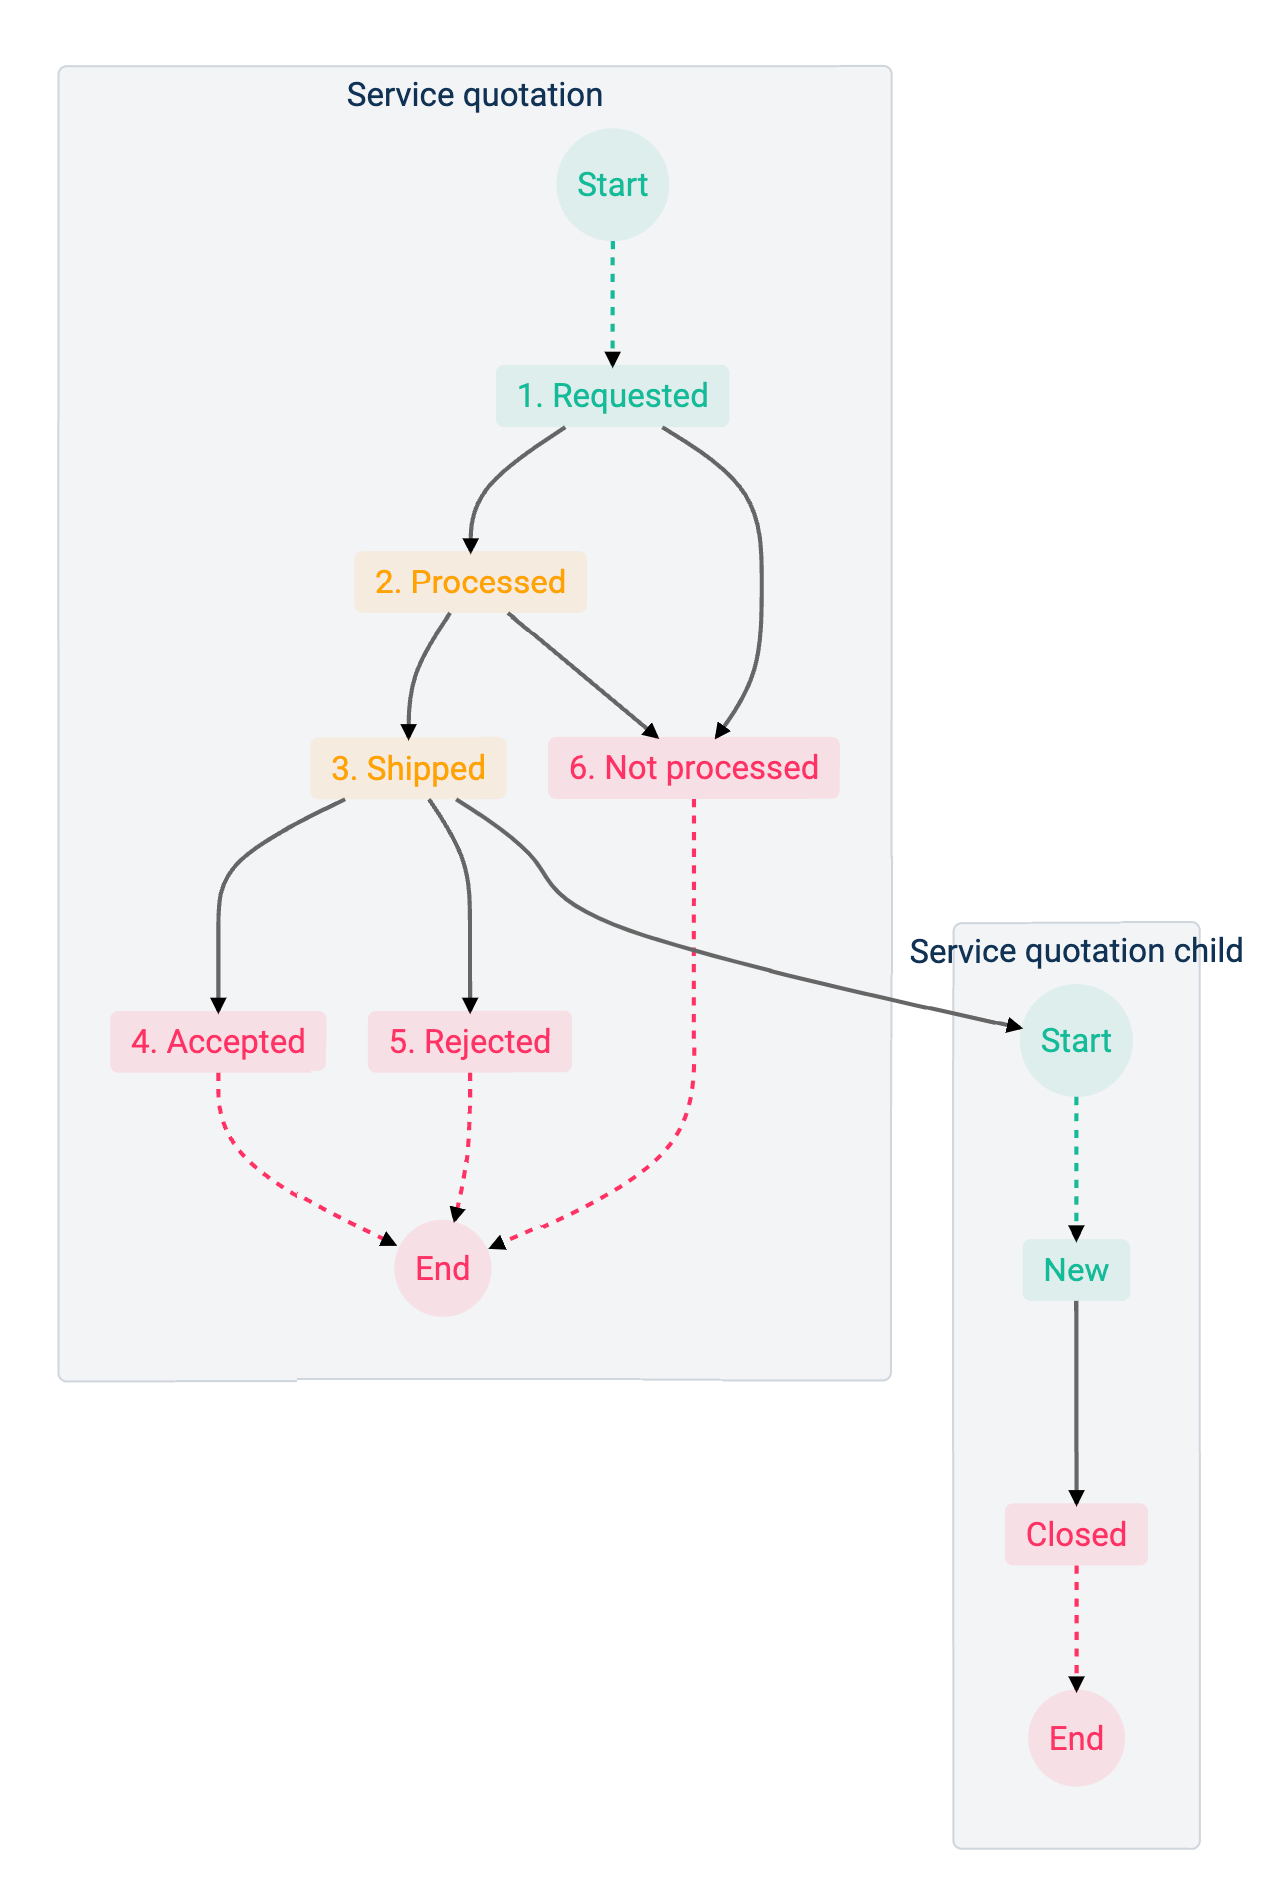 Service quotation
Start
1. Requested
2. Processed
3. Shipped
6. Not processed
4. Accepted
5. Rejected
End
Service quotation child
Start
New
Closed
End